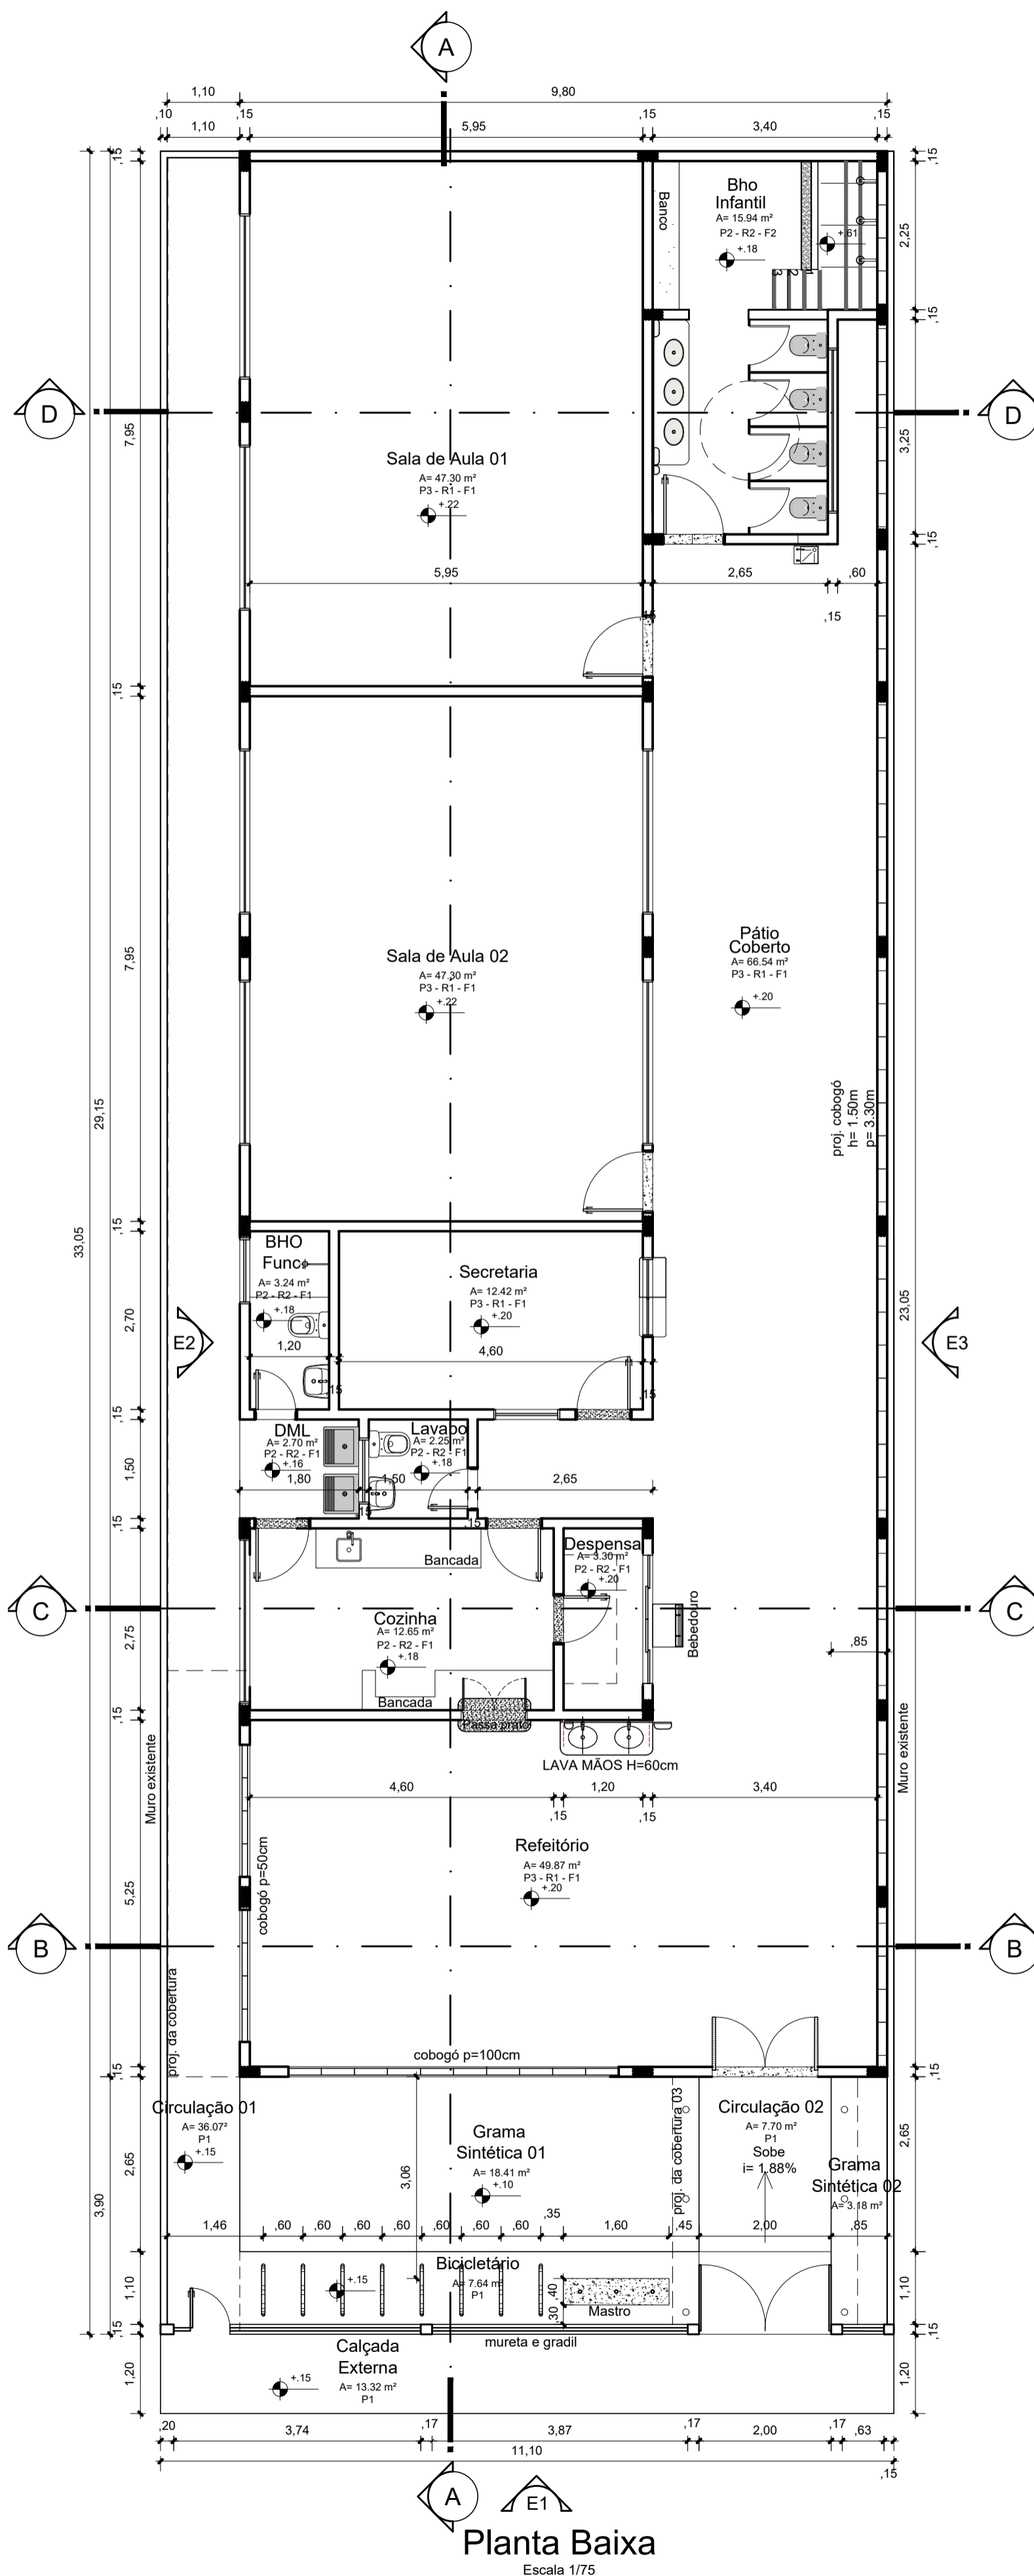 A
1,10
9,80
,10
1,10
,15
5,95
,15
3,40
,15
,15
Banco
Bho
Infantil
A= 15.94 m²
P2 - R2 - F2
+.18
+.61
3
2
1
,15
2,25
,15
D
D
7,95
3,25
Sala de Aula 01
A= 47.30 m²
P3 - R1 - F1
+.22
,15
5,95
2,65
,60
,15
,15
,15
Sala de Aula 02
A= 47.30 m²
P3 - R1 - F1
+.22
7,95
Pátio
Coberto
A= 66.54 m²
P3 - R1 - F1
+.20
proj. cobogó
h= 1.50m
p= 3.30m
29,15
33,05
,15
23,05
BHO
Func.
A= 3.24 m²
P2 - R2 - F1
+.18
1,20
,15
Secretaria
A= 12.42 m²
P3 - R1 - F1
+.20
4,60
,15
E2
E3
2,70
,15
DML
A= 2.70 m²
P2 - R2 - F1
+.16
1,80
,15
Lavabo
A= 2.25 m²
P2 - R2 - F1
+.18
1,50
,15
2,65
1,50
,15
Bancada
Despensa
A= 3.30 m²
P2 - R2 - F1
+.20
C
C
Cozinha
A= 12.65 m²
P2 - R2 - F1
+.18
Bancada
Passa prato
Bebedouro
,85
2,75
,15
LAVA MÃOS H=60cm
Muro existente
Muro existente
4,60
,15
1,20
,15
3,40
Refeitório
A= 49.87 m²
P3 - R1 - F1
+.20
cobogó p=50cm
5,25
B
B
proj. da cobertura
cobogó p=100cm
,15
,15
Circulação 01
A= 36.07²
P1
+.15
Grama
Sintética 01
A= 18.41 m²
+.10
proj. da cobertura 03
Circulação 02
A= 7.70 m²
P1
Sobe
i= 1,88%
Grama
Sintética 02
A= 3.18 m²
2,65
2,65
3,90
3,06
1,46
,60
,60
,60
,60
,60
,60
,60
,35
1,60
,45
2,00
,85
Bicicletário
A= 7.64 m²
P1
+.15
,40
,30
Mastro
1,10
1,10
,15
,15
mureta e gradil
Calçada
Externa
A= 13.32 m²
P1
+.15
1,20
1,20
,20
3,74
,17
3,87
,17
2,00
,17
,63
11,10
,15
A
E1
Planta Baixa
Escala 1/75